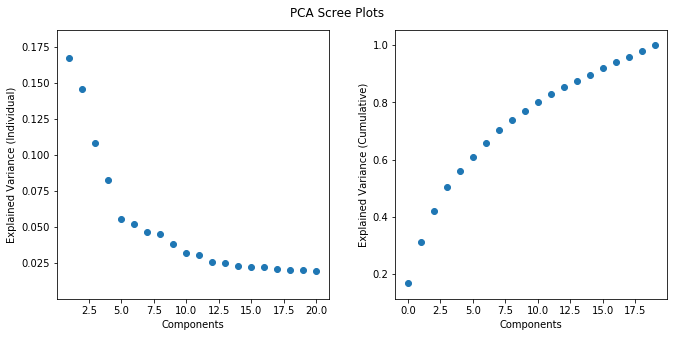 PCA Scree Plots
Explained Variance (Individual)
0.175
0.150
0.125
0.100
0.075
0.050
0.025
2.5 5.0 7.5 10.0 12.5 15.0 17.5 20.0
Components
Explained Variance (Cumulative)
1.0
0.8
0.6
0.4
0.2
0.0 2.5 5.0 7.5 10.0 12.5 15.0 17.5
Components